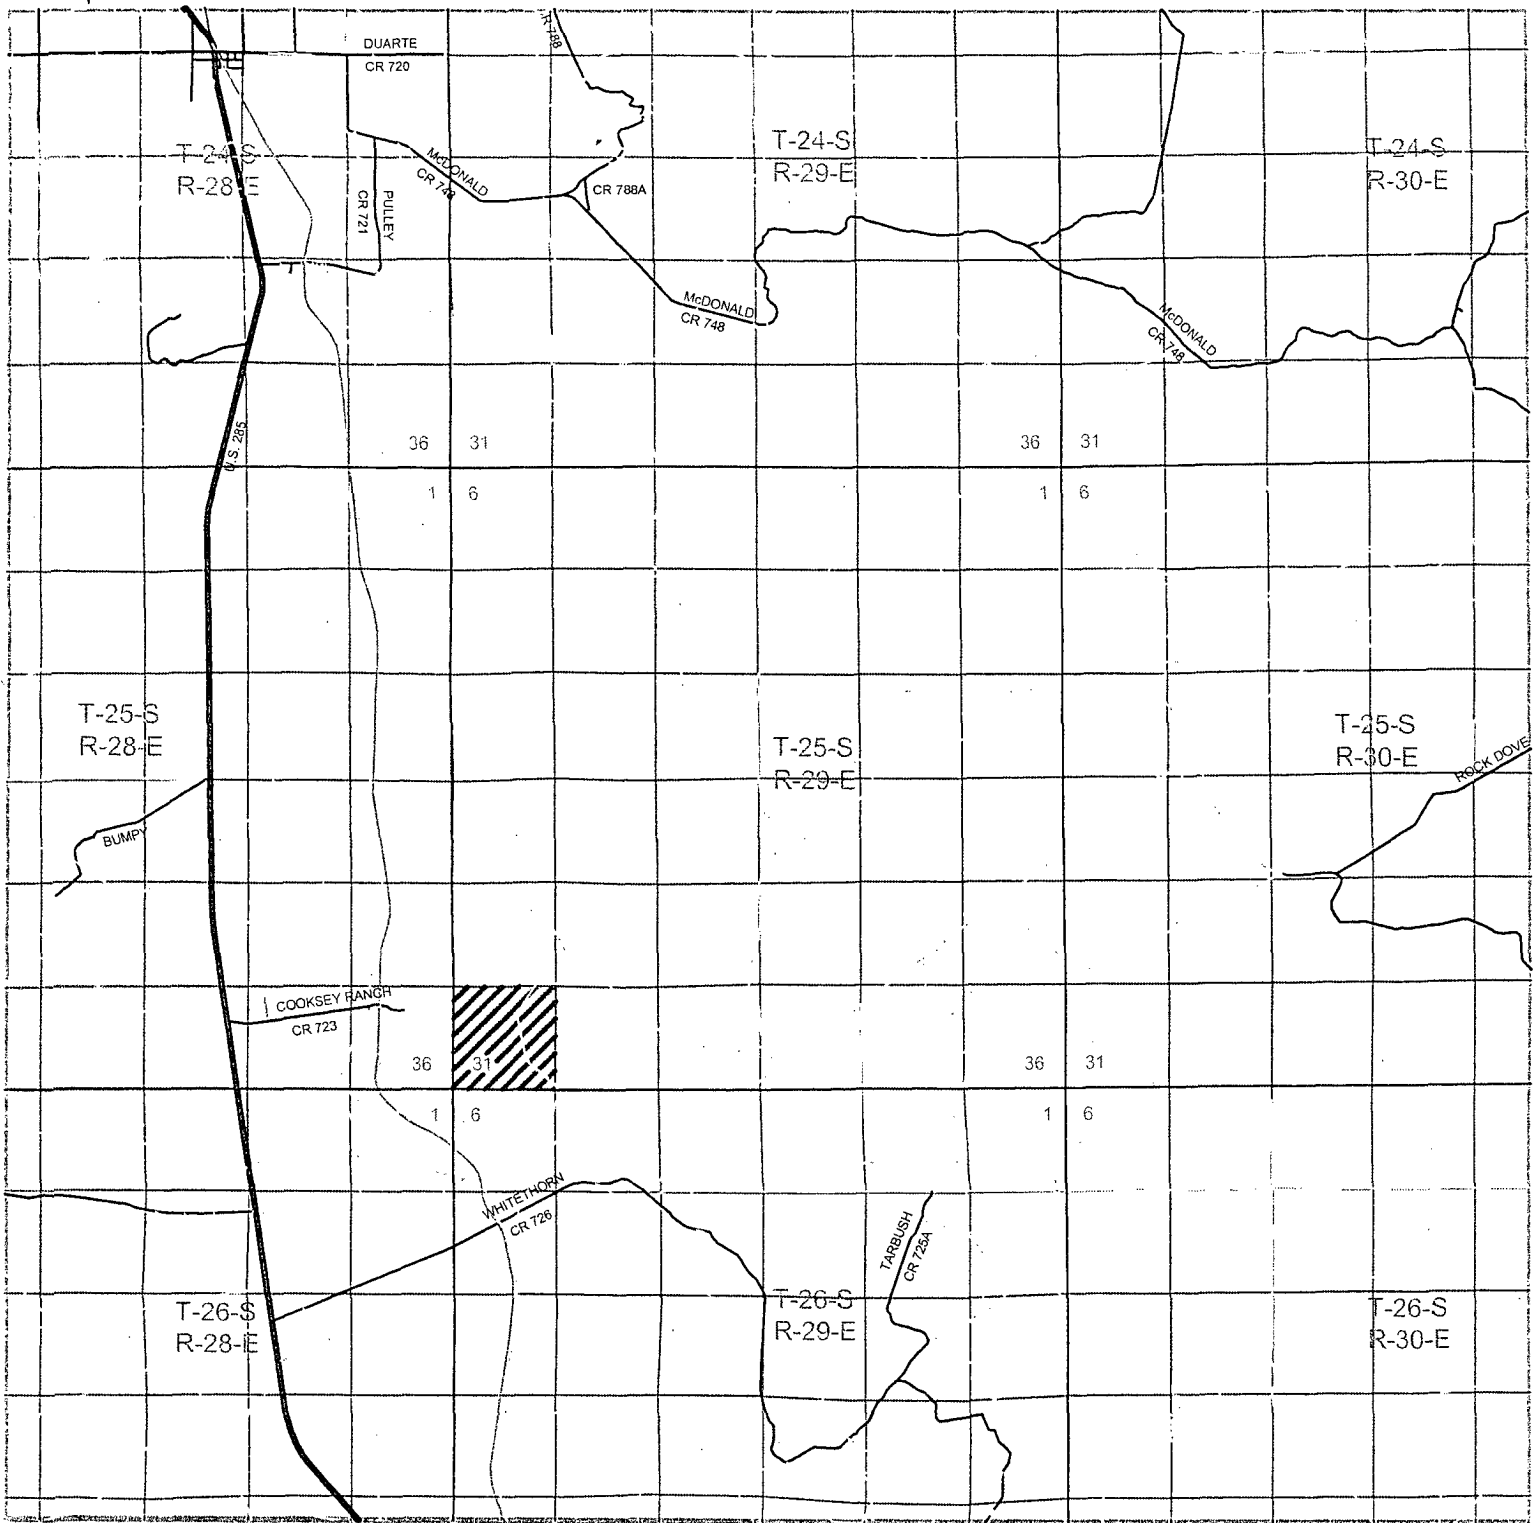 DUARTE
CR 720
R-788
T-24-S
R-28-E
McDONALD
CR 748
PULLEY
CR 721
CR 788A
T-24-S
R-29-E
T-24-S
R-30-E
McDONALD
CR 748
McDONALD
CR 748
U.S. 285
36 31
1 6
36 31
1 6
T-25-S
R-28-E
BUMPY
T-25-S
R-29-E
T-25-S
R-30-E
ROCK DOVE
COOKSEY RANCH
CR 723
36 31
1 6
36 31
1 6
WHITETHORN
CR 726
TARBUSH
CR 725A
T-26-S
R-28-E
T-26-S
R-29-E
T-26-S
R-30-E